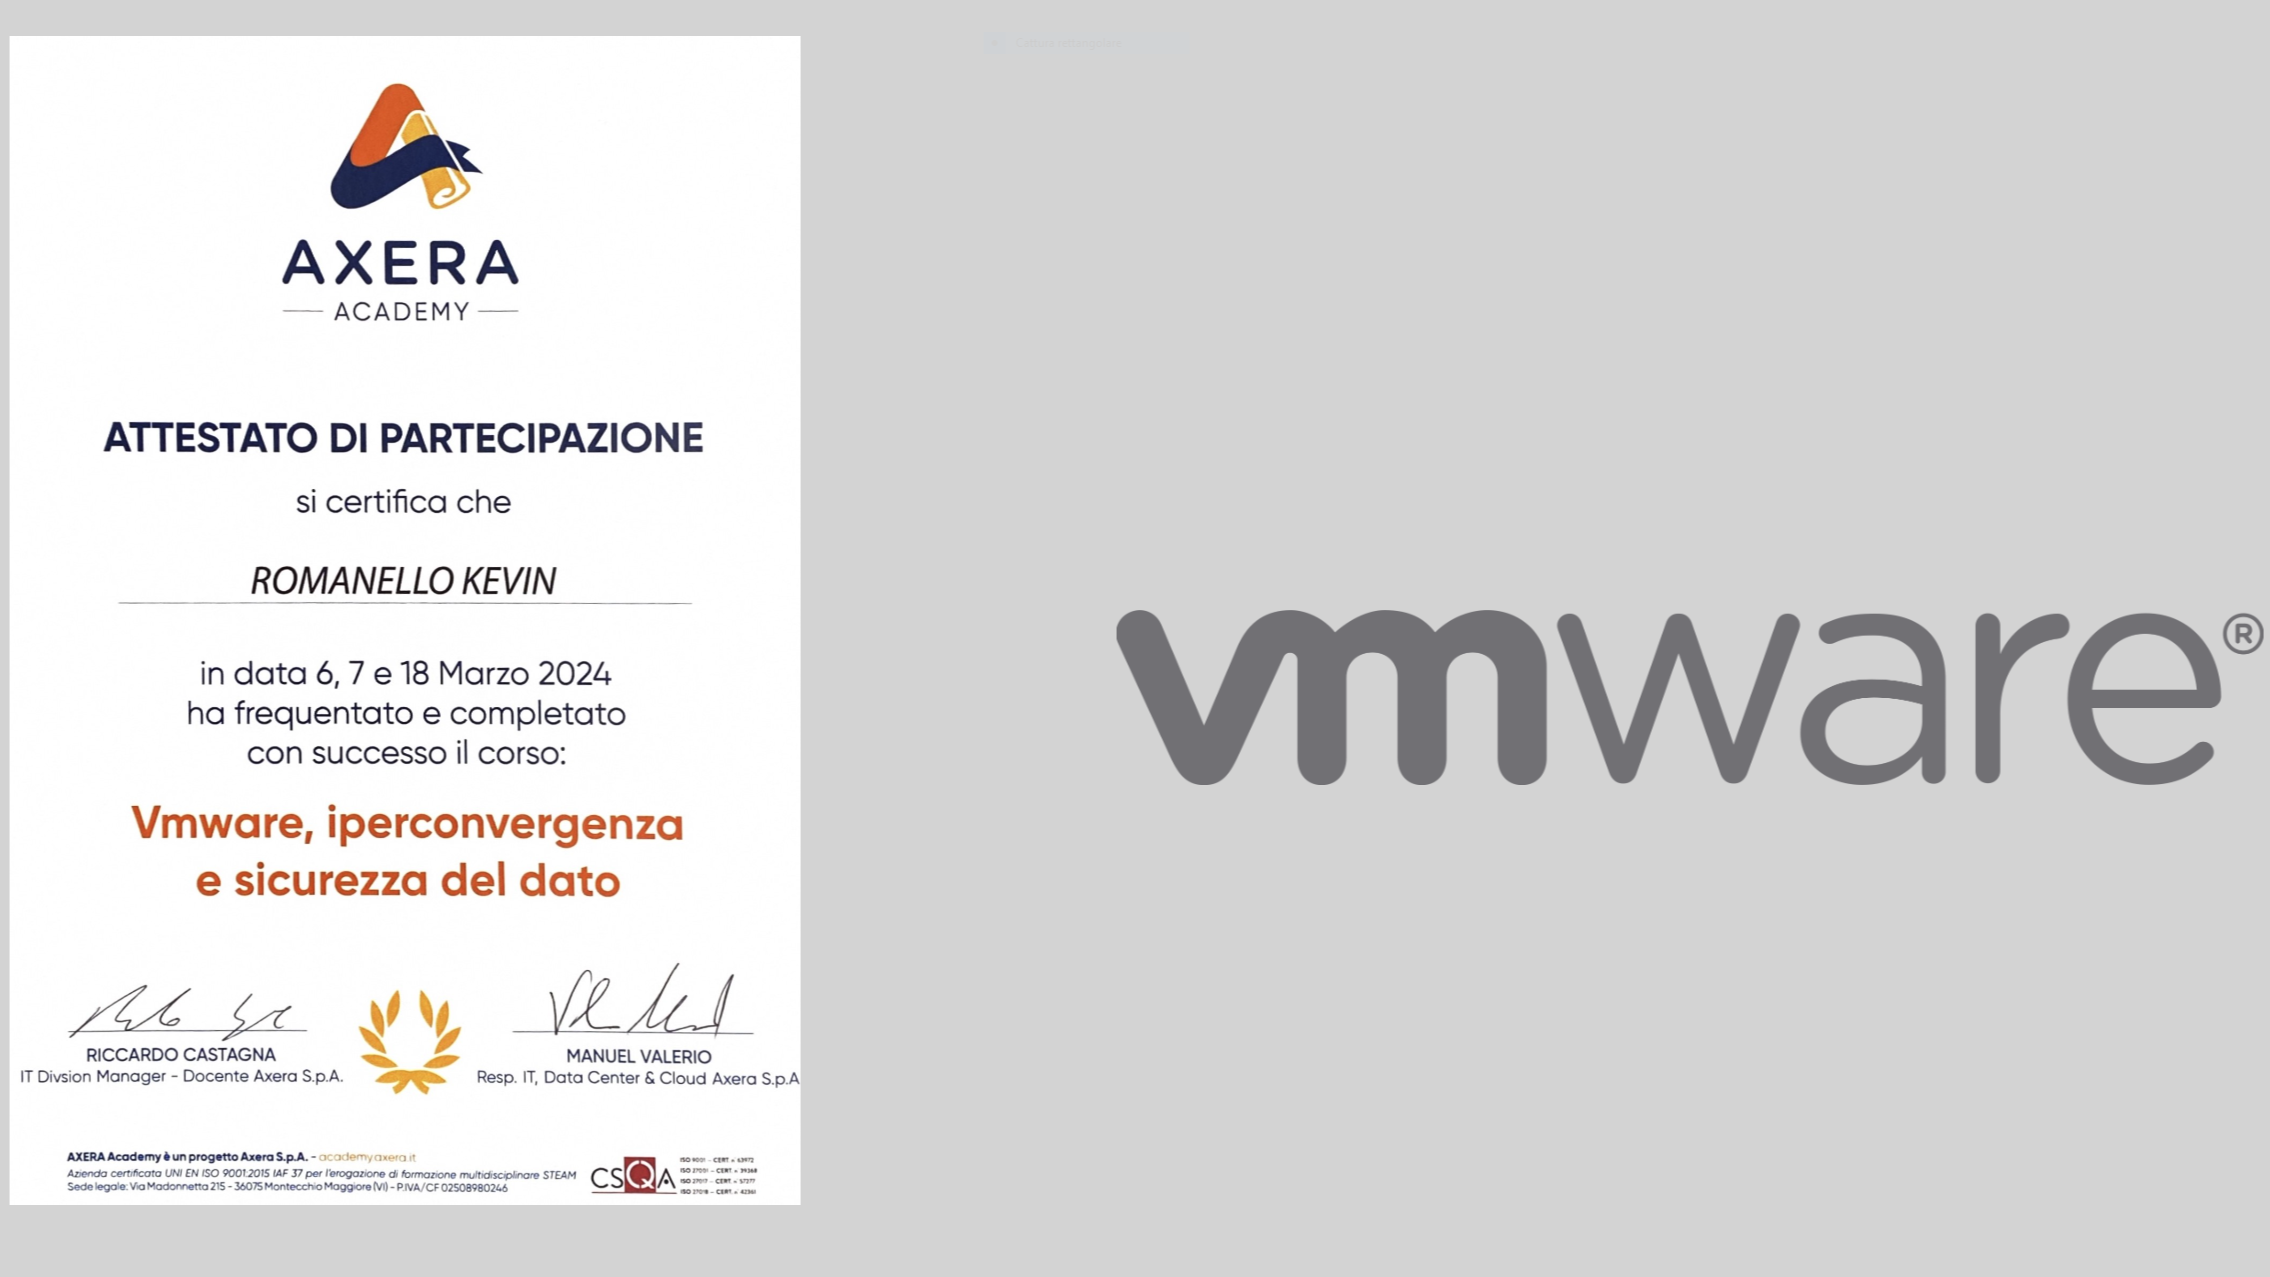 AXERA
ACADEMY
ATTESTATO DI PARTECIPAZIONE
si certifica che
ROMANELLO KEVIN
in data 6, 7 e 18 Marzo 2024
ha frequentato e completato
con successo il corso:
Vmware, iperconvergenza
e sicurezza del dato
RICCARDO CASTAGNA
IT Divsion Manager - Docente Axera S.p.A.
MANUEL VALERIO
Resp. IT, Data Center & Cloud Axera S.p.A
AXERA Academy è un progetto Axera S.p.A. - academy.axera.it
Azienda certificata UNI EN ISO 9001:2015 IAF 37 per l'erogazione di formazione multidisciplinare STEAM
Sede legale: Via Madonnetta 215 - 36075 Montecchio Maggiore (VI) - P.IVA/CF 02508980246
CSQA
ISO 9001 - CERT. n. 63972
ISO 27001 - CERT. n. 39368
ISO 27017 - CERT. n. 57277
ISO 27018 - CERT. n. 42361
vmware®